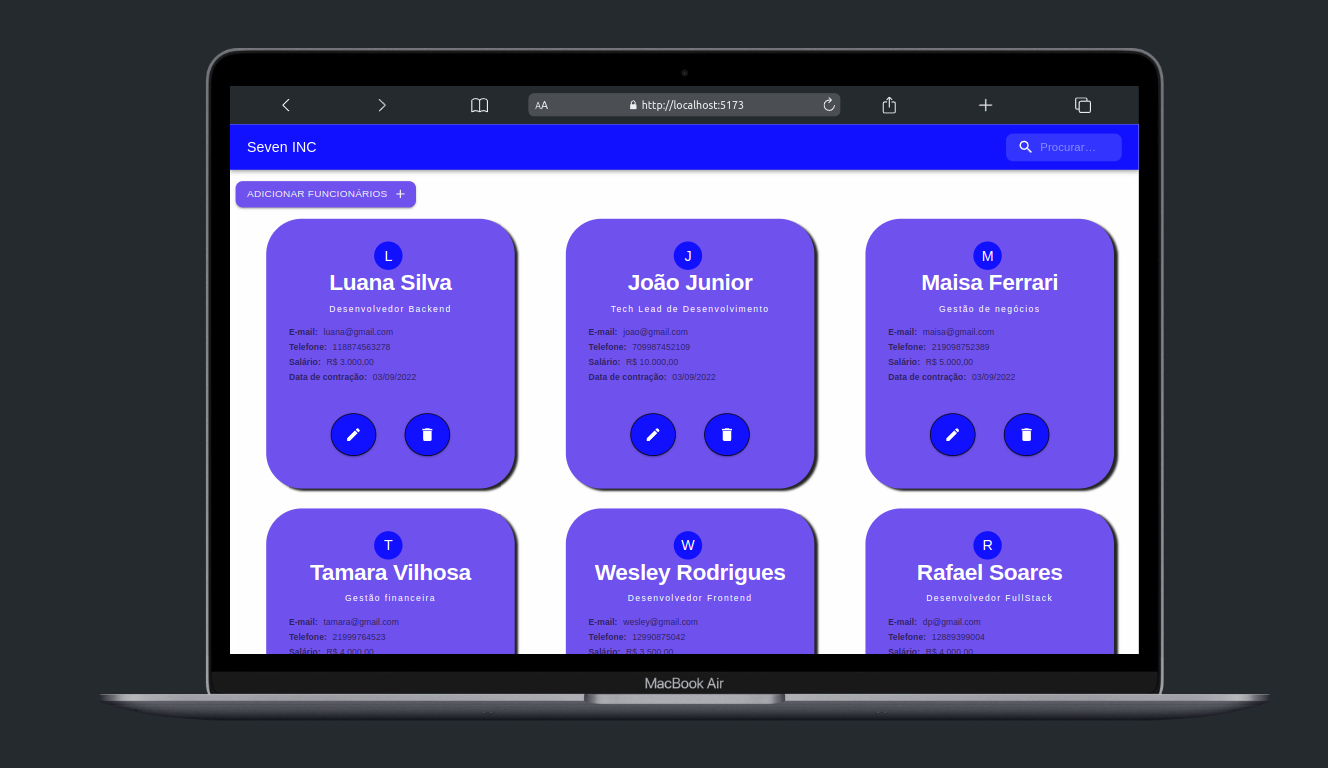 AA
http://localhost:5173
Seven INC
Procurar…
ADICIONAR FUNCIONÁRIOS +
L
Luana Silva
Desenvolvedor Backend
E-mail: luana@gmail.com
Telefone: 118874563278
Salário: R$ 3.000,00
Data de contração: 03/09/2022
J
João Junior
Tech Lead de Desenvolvimento
E-mail: joao@gmail.com
Telefone: 709987452109
Salário: R$ 10.000,00
Data de contração: 03/09/2022
M
Maisa Ferrari
Gestão de negócios
E-mail: maisa@gmail.com
Telefone: 219098752389
Salário: R$ 5.000,00
Data de contração: 03/09/2022
T
Tamara Vilhosa
Gestão financeira
E-mail: tamara@gmail.com
Telefone: 21999764523
Salário: R$ 4.000,00
W
Wesley Rodrigues
Desenvolvedor Frontend
E-mail: wesley@gmail.com
Telefone: 12990875042
Salário: R$ 3.500,00
R
Rafael Soares
Desenvolvedor FullStack
E-mail: dp@gmail.com
Telefone: 12889399004
Salário: R$ 4.000,00
MacBook Air